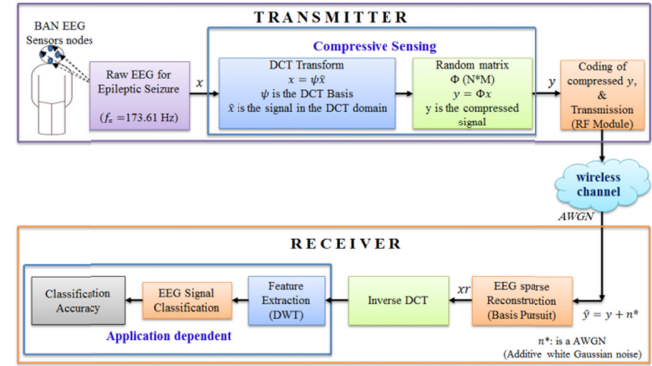 TRANSMITTER
BAN EEG
Sensors nodes
Compressive Sensing
Raw EEG for
Epileptic Seizure
(fs =173.61 Hz)
x
DCT Transform
x = ψx̃
ψ is the DCT Basis
x̃ is the signal in the DCT domain
Random matrix
Φ (N*M)
y = Φx
y is the compressed
signal
y
Coding of
compressed y,
&
Transmission
(RF Module)
wireless
channel
AWGN
RECEIVER
Classification
Accuracy
EEG Signal
Classification
Feature
Extraction
(DWT)
Application dependent
Inverse DCT
xr
EEG sparse
Reconstruction
(Basis Pursuit)
ỹ = y + n*
n*: is a AWGN
(Additive white Gaussian noise)